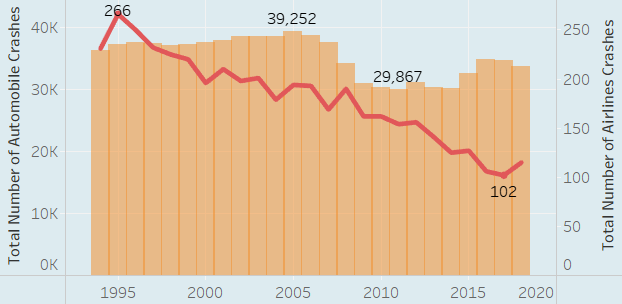 Total Number of Automobile Crashes
40K
30K
20K
10K
0K
266
39,252
29,867
102
250
200
150
100
50
0
Total Number of Airlines Crashes
1995
2000
2005
2010
2015
2020